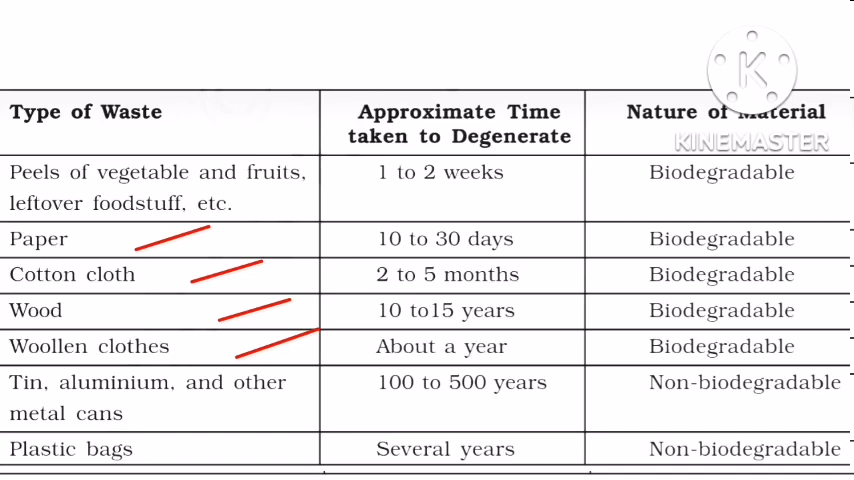 KINEMASTER
Type of Waste
Approximate Time
taken to Degenerate
Nature of Material
Peels of vegetable and fruits,
leftover foodstuff, etc.
1 to 2 weeks
Biodegradable
Paper
10 to 30 days
Biodegradable
Cotton cloth
2 to 5 months
Biodegradable
Wood
10 to15 years
Biodegradable
Woollen clothes
About a year
Biodegradable
Tin, aluminium, and other
metal cans
100 to 500 years
Non-biodegradable
Plastic bags
Several years
Non-biodegradable